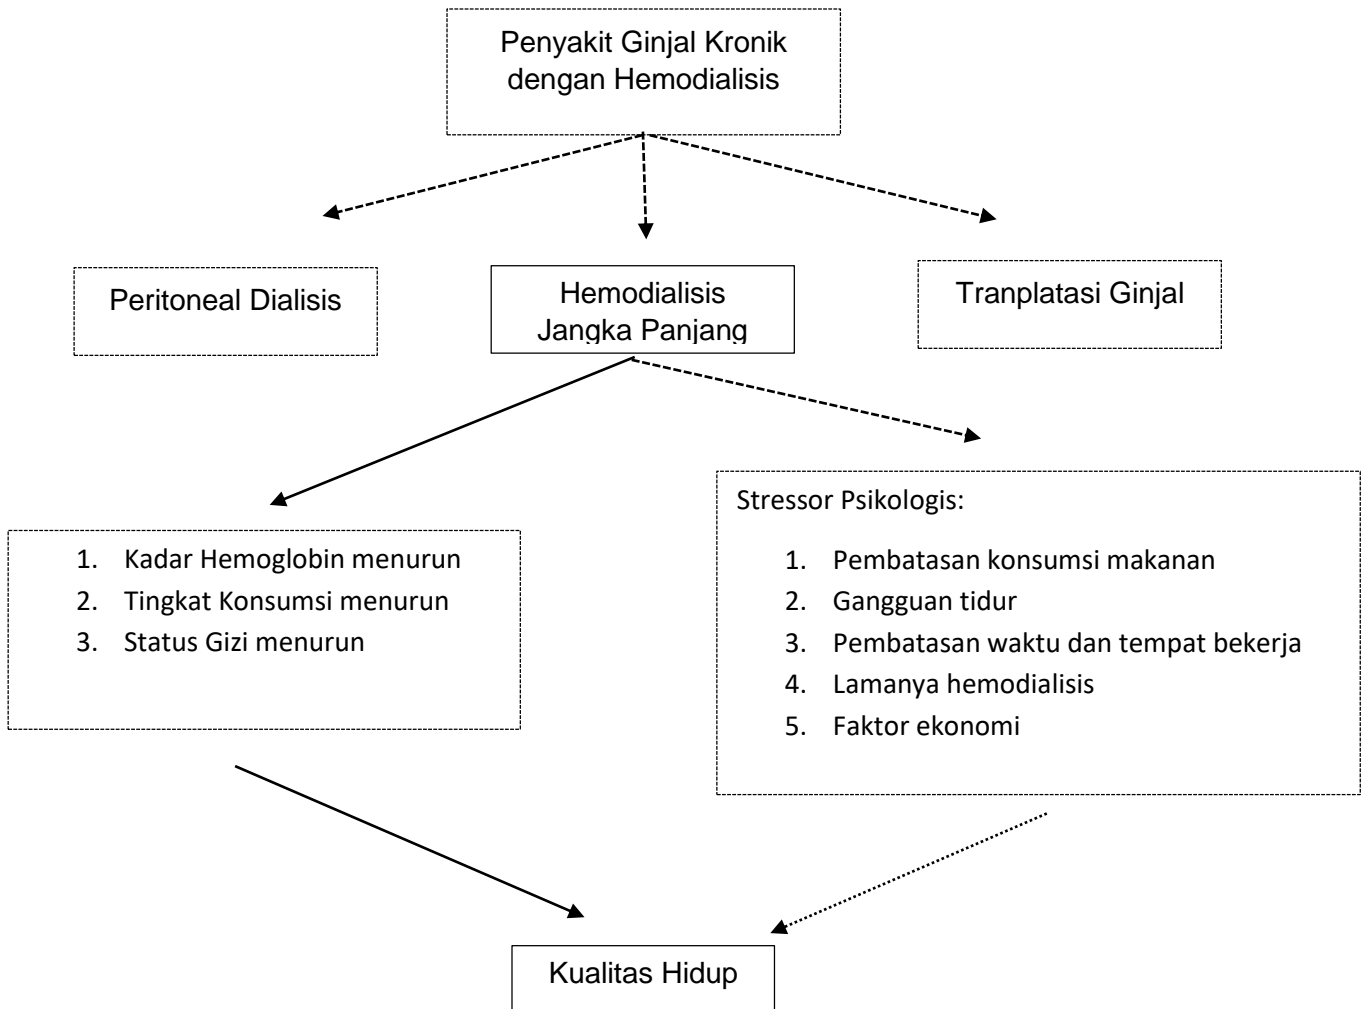 Penyakit Ginjal Kronik
dengan Hemodialisis
Peritoneal Dialisis
Hemodialisis
Jangka Panjang
Tranplatasi Ginjal
1. Kadar Hemoglobin menurun
2. Tingkat Konsumsi menurun
3. Status Gizi menurun
Stressor Psikologis:
1. Pembatasan konsumsi makanan
2. Gangguan tidur
3. Pembatasan waktu dan tempat bekerja
4. Lamanya hemodialisis
5. Faktor ekonomi
Kualitas Hidup